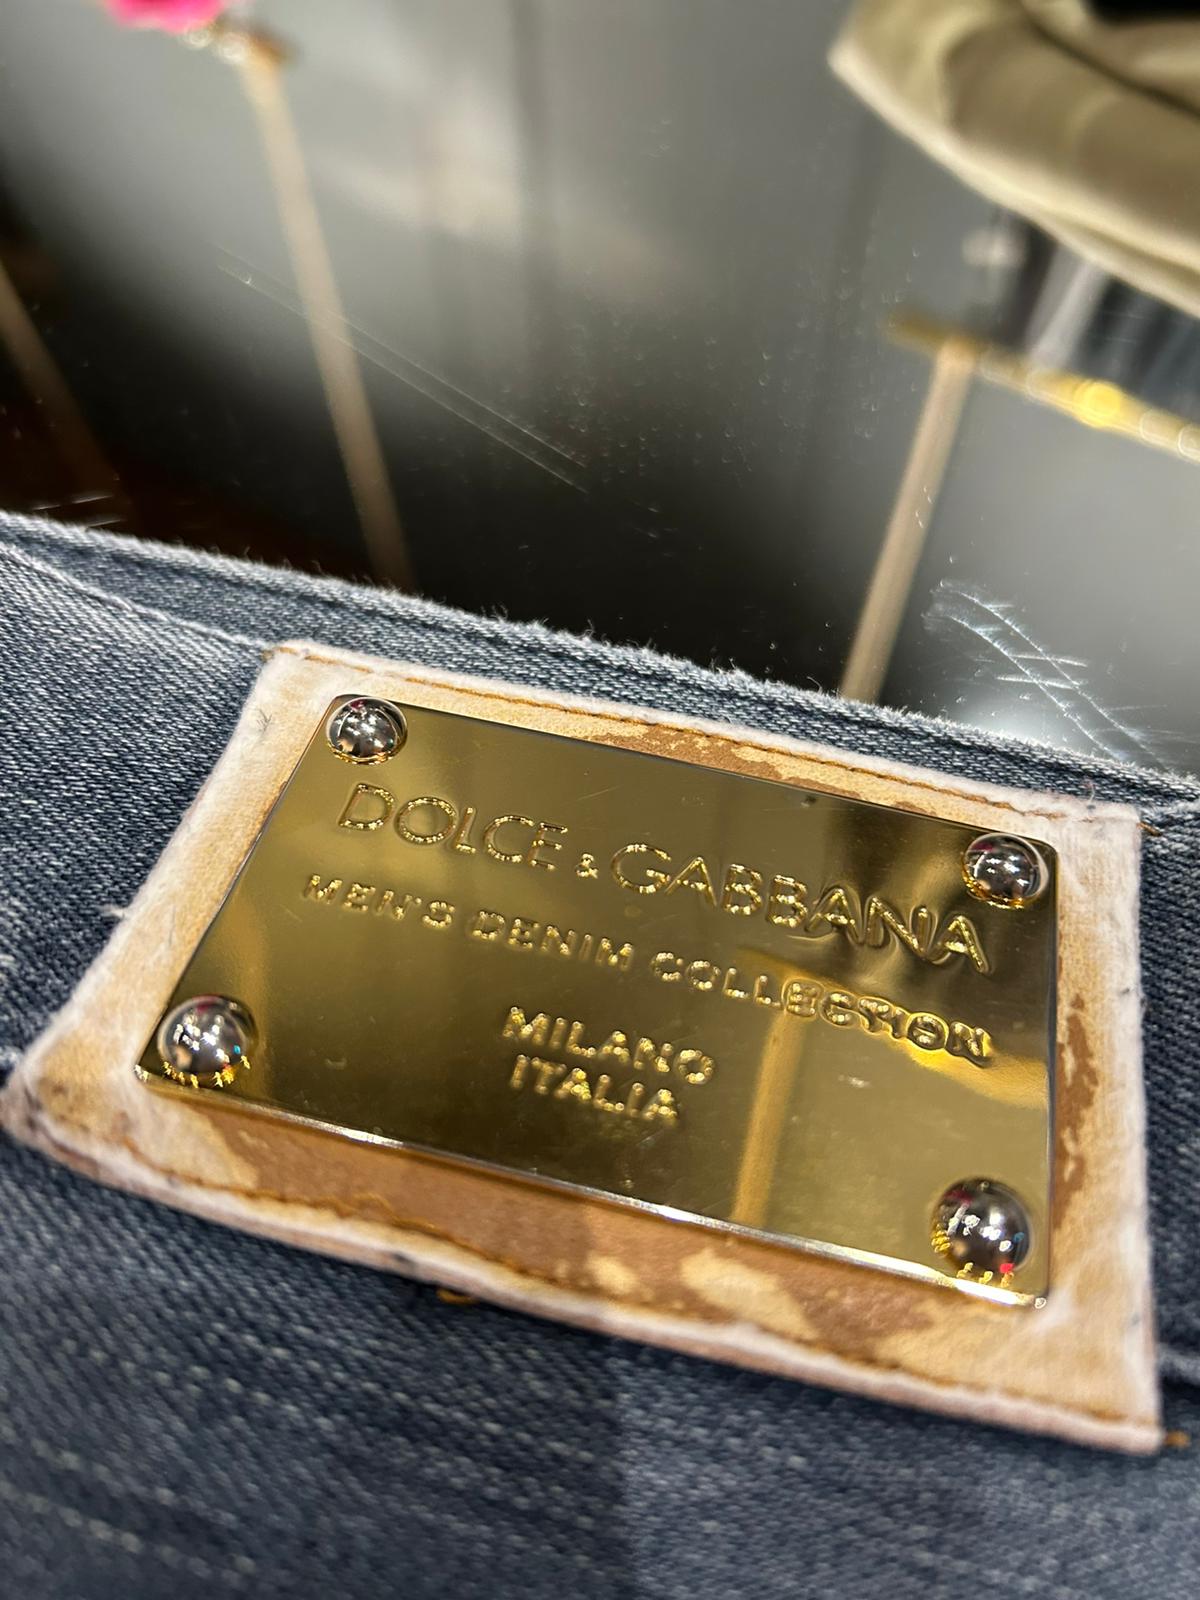 DOLCE & GABBANA
MEN'S DENIM COLLECTION
MILANO
ITALIA